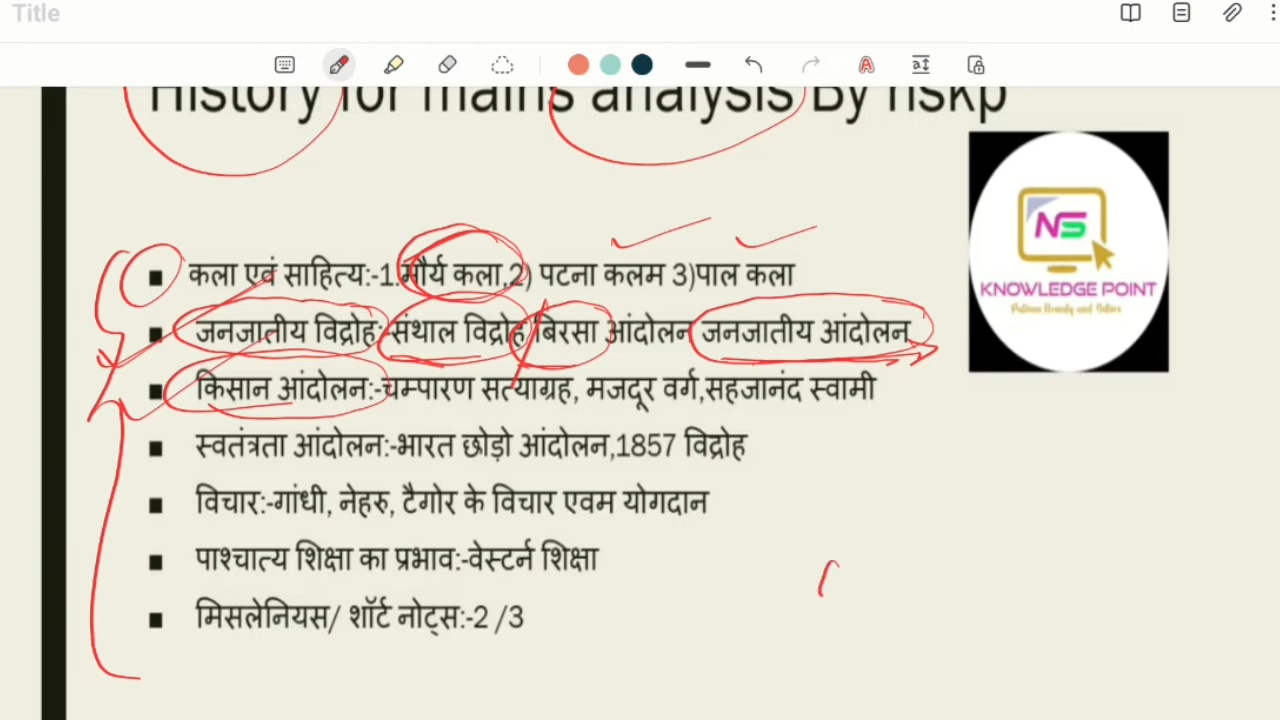 Title
History for mains analysis By nskp
NS
KNOWLEDGE POINT
कला एवं साहित्य:-1.मौर्य कला,2) पटना कलम 3)पाल कला
जनजातीय विद्रोह:-संथाल विद्रोह बिरसा आंदोलन जनजातीय आंदोलन
किसान आंदोलन:-चम्पारण सत्याग्रह, मजदूर वर्ग,सहजानंद स्वामी
स्वतंत्रता आंदोलन:-भारत छोड़ो आंदोलन,1857 विद्रोह
विचार:-गांधी, नेहरु, टैगोर के विचार एवम योगदान
पाश्चात्य शिक्षा का प्रभाव:-वेस्टर्न शिक्षा
मिसलेनियस/ शॉर्ट नोट्स:-2 /3